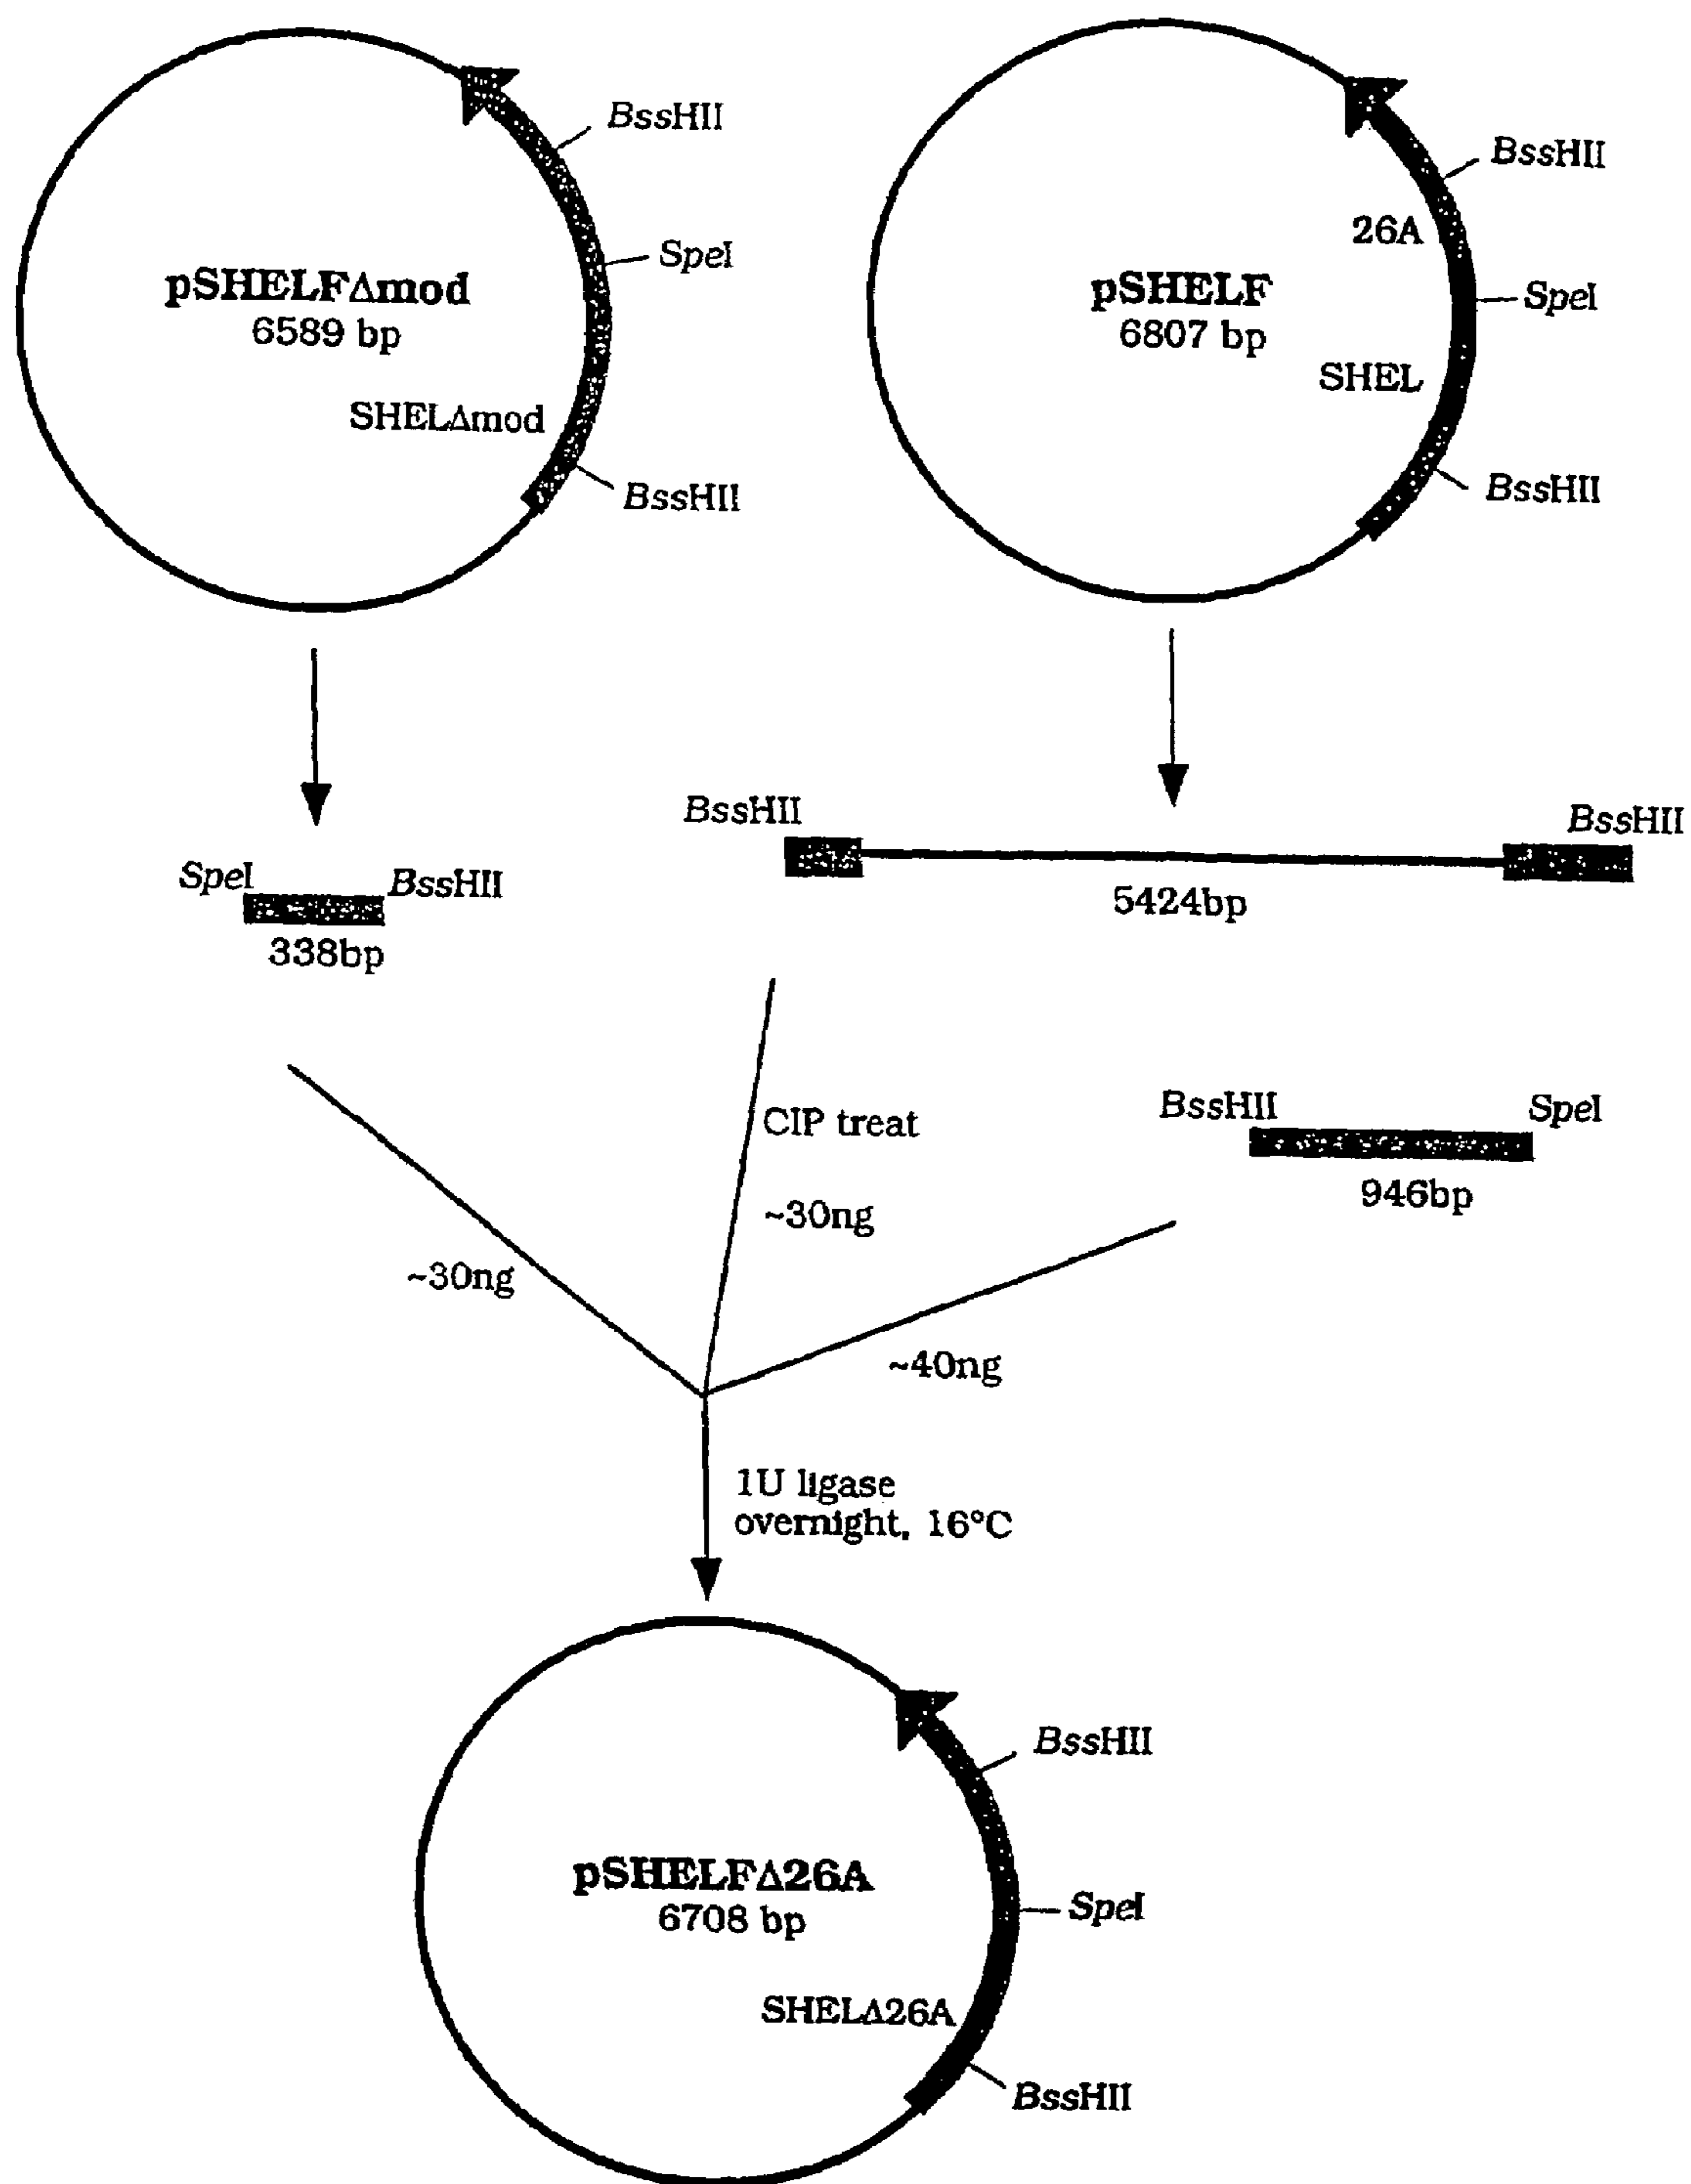 BssHII
SpeI
pSHELFΔmod
6589 bp
SHELΔmod
BssHII
BssHII
26A
SpeI
pSHELF
6807 bp
SHEL
BssHII
SpeI
BssHII
338bp
BssHII
BssHII
5424bp
CIP treat
~30ng
BssHII
SpeI
946bp
~30ng
~40ng
1U ligase
overnight, 16°C
BssHII
pSHELFΔ26A
6708 bp
SpeI
SHELΔ26A
BssHII